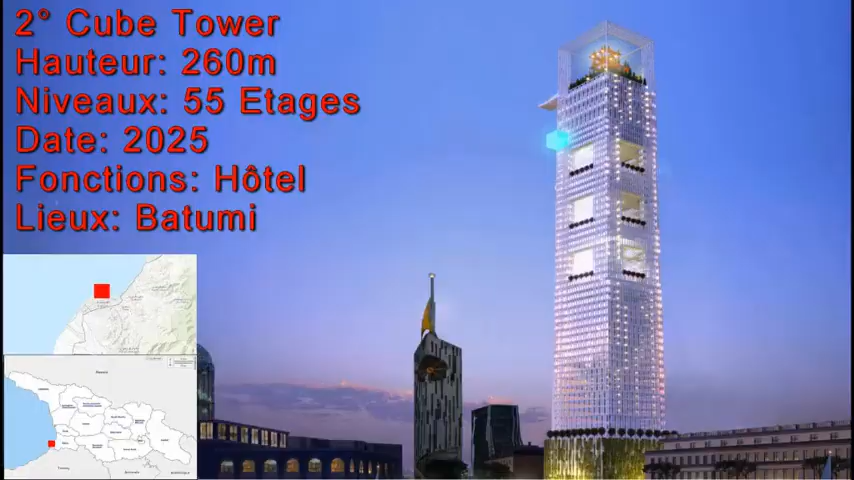 2° Cube Tower
Hauteur: 260m
Niveaux: 55 Etages
Date: 2025
Fonctions: Hôtel
Lieux: Batumi